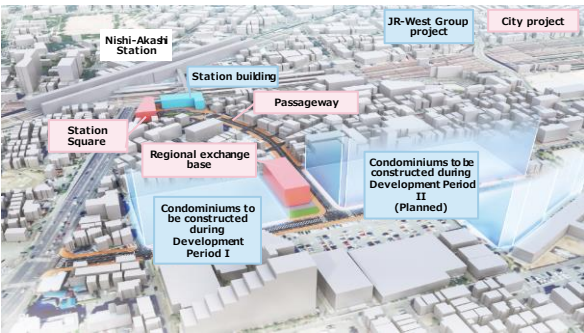 Nishi-Akashi
Station
JR-West Group
project
City project
Station building
Passageway
Station
Square
Regional exchange
base
Condominiums to be
constructed during
Development Period
II
(Planned)
Condominiums to
be constructed
during
Development
Period I